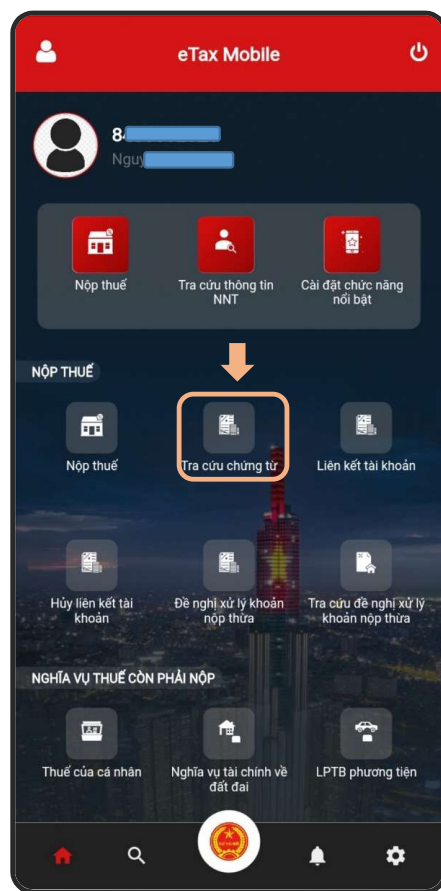 eTax Mobile
8
Nguy
Nộp thuế
Tra cứu thông tin
NNT
Cài đặt chức năng
nổi bật
NỘP THUẾ
Nộp thuế
Tra cứu chứng từ
Liên kết tài khoản
Hủy liên kết tài
khoản
Đề nghị xử lý khoản
nộp thừa
Tra cứu đề nghị xử lý
khoản nộp thừa
NGHĨA VỤ THUẾ CÒN PHẢI NỘP
Thuế của cá nhân
Nghĩa vụ tài chính về
đất đai
LPTB phương tiện